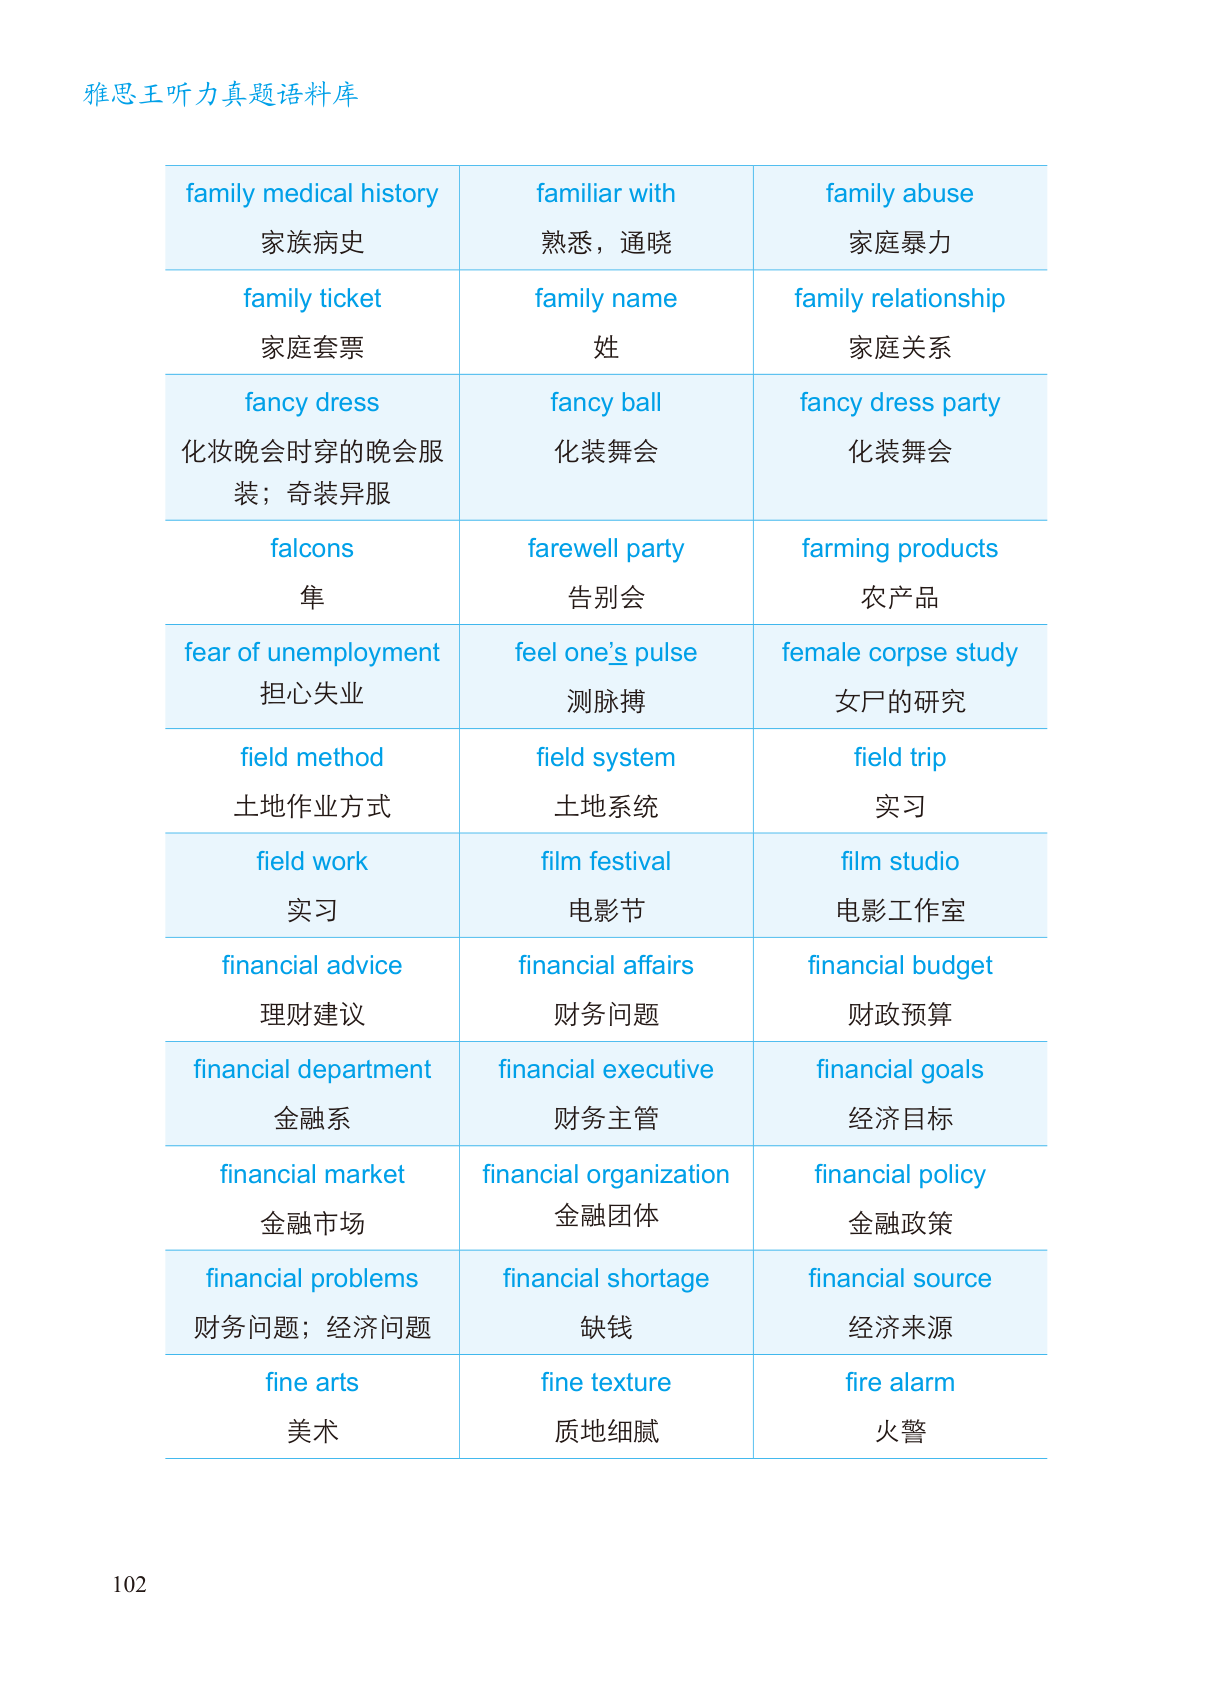 雅思王听力真题语料库
family medical history
家族病史
familiar with
熟悉，通晓
family abuse
家庭暴力
family ticket
家庭套票
family name
姓
family relationship
家庭关系
fancy dress
化妆晚会时穿的晚会服
装；奇装异服
fancy ball
化装舞会
fancy dress party
化装舞会
falcons
隼
farewell party
告别会
farming products
农产品
fear of unemployment
担心失业
feel one’s pulse
测脉搏
female corpse study
女尸的研究
field method
土地作业方式
field system
土地系统
field trip
实习
field work
实习
film festival
电影节
film studio
电影工作室
financial advice
理财建议
financial affairs
财务问题
financial budget
财政预算
financial department
金融系
financial executive
财务主管
financial goals
经济目标
financial market
金融市场
financial organization
金融团体
financial policy
金融政策
financial problems
财务问题；经济问题
financial shortage
缺钱
financial source
经济来源
fine arts
美术
fine texture
质地细腻
fire alarm
火警
102